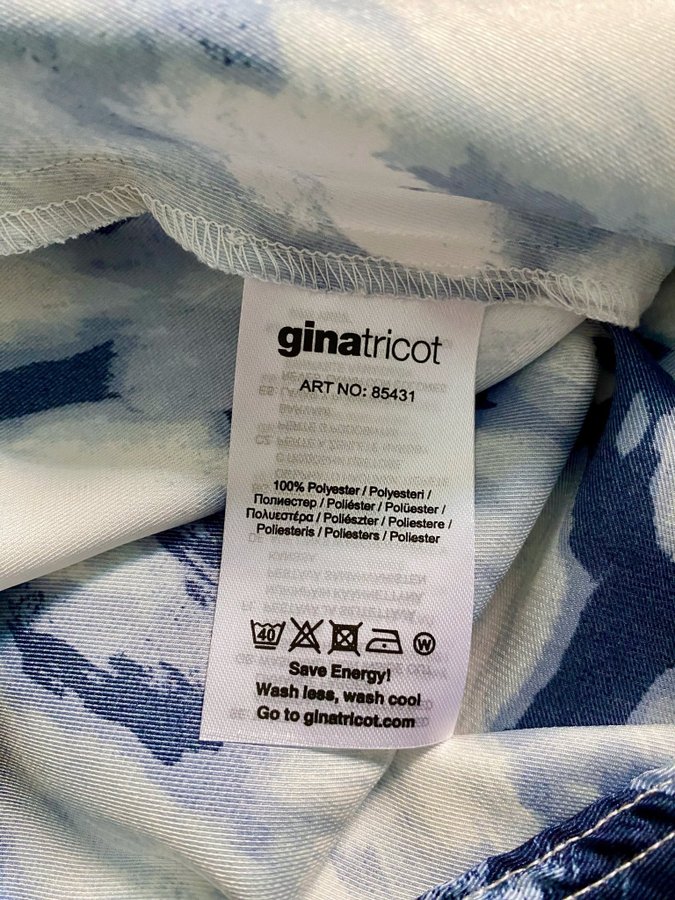 ginatricot
ART NO: 85431
100% Polyester / Polyesteri /
Полиестер / Poliéster / Polüester /
Πολυεστέρα / Poliészter / Poliestere /
Poliesteris / Poliesters / Poliester
40
W
Save Energy!
Wash less, wash cool
Go to ginatricot.com